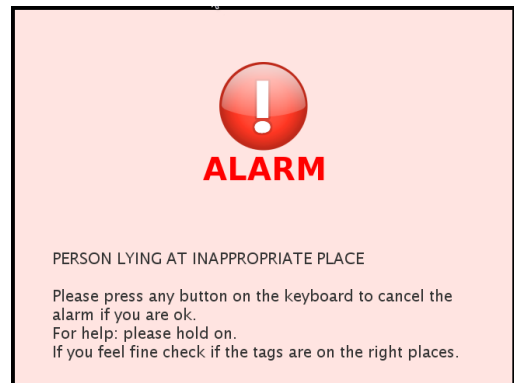 ALARM
PERSON LYING AT INAPPROPRIATE PLACE
Please press any button on the keyboard to cancel the
alarm if you are ok.
For help: please hold on.
If you feel fine check if the tags are on the right places.